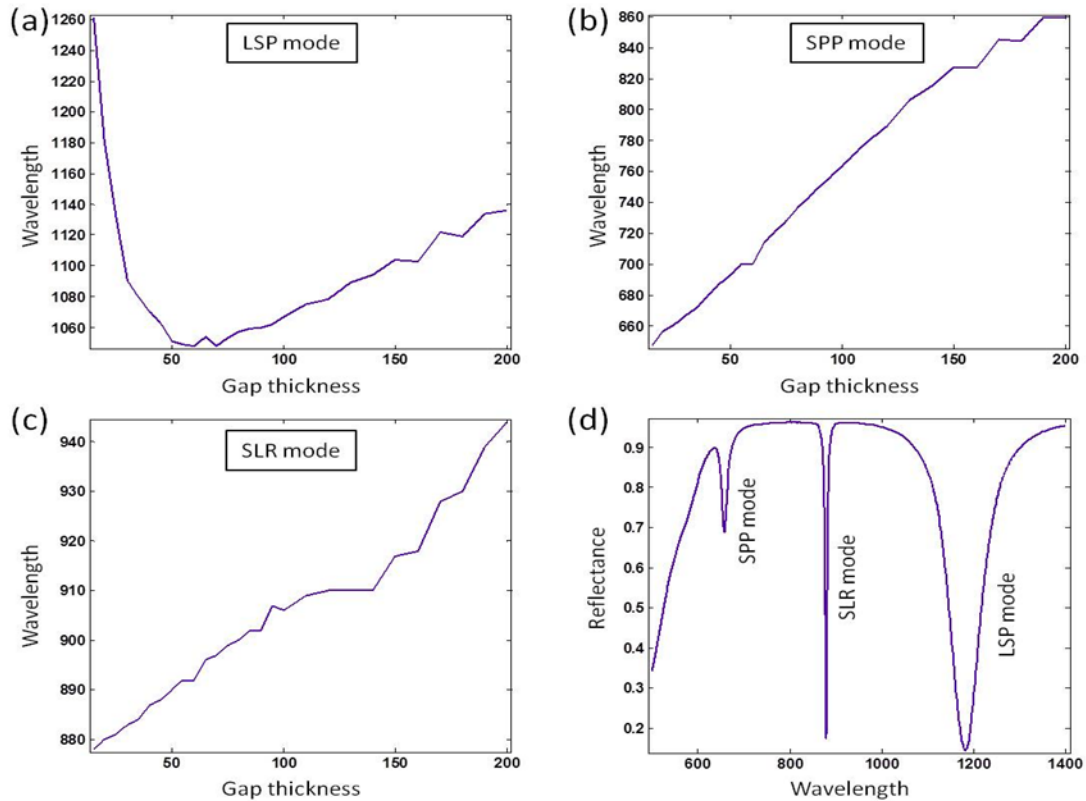 (a)
LSP mode
1260
1240
1220
1200
1180
1160
1140
1120
1100
1080
1060
Wavelength
50 100 150 200
Gap thickness
(b)
SPP mode
860
840
820
800
780
760
740
720
700
680
660
Wavelength
50 100 150 200
Gap thickness
(c)
SLR mode
940
930
920
910
900
890
880
Wavelength
50 100 150 200
Gap thickness
(d)
0.9
0.8
0.7
0.6
0.5
0.4
0.3
0.2
Reflectance
SPP mode
SLR mode
LSP mode
600 800 1000 1200 1400
Wavelength